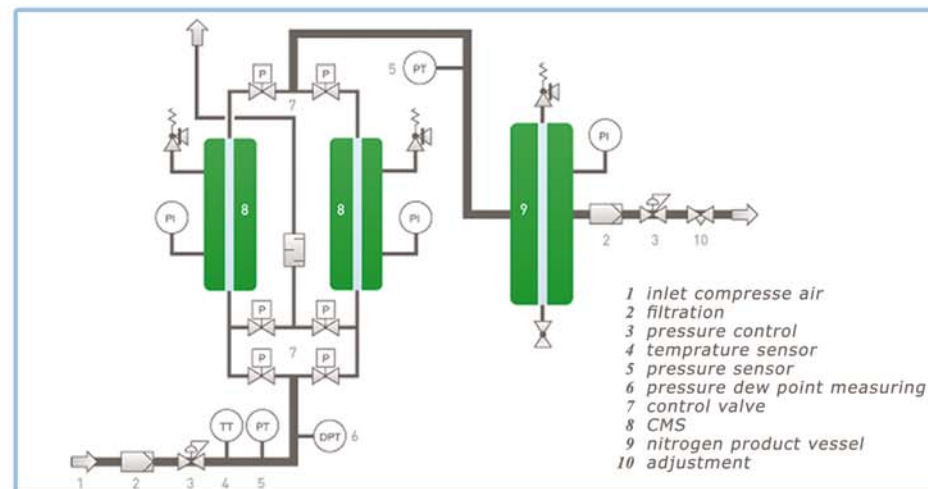 P P
7
5 PT
PI
8
8
PI
9
PI
2 3 10
P P
7
P P
TT PT DPT 6
1 2 3 4 5
1 inlet compresse air
2 filtration
3 pressure control
4 temprature sensor
5 pressure sensor
6 pressure dew point measuring
7 control valve
8 CMS
9 nitrogen product vessel
10 adjustment